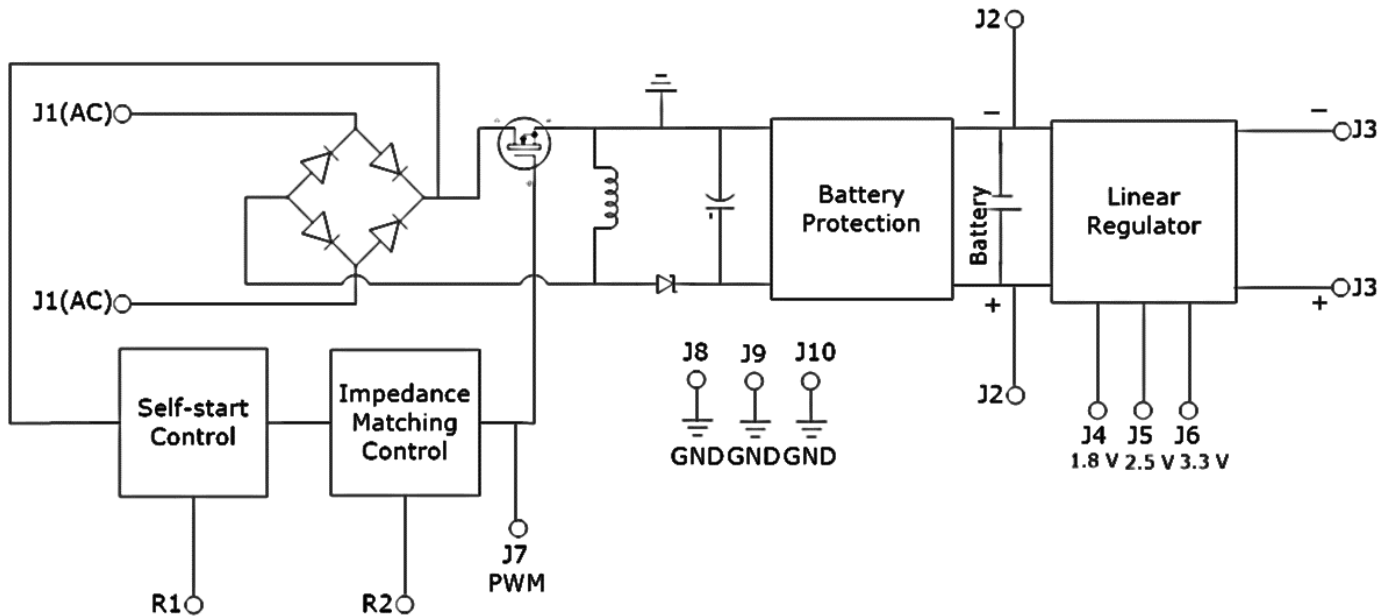 J2
J1(AC)
-
J3
Battery
Protection
Battery
Linear
Regulator
J1(AC)
+
+
J3
J8
J9
J10
Self-start
Control
Impedance
Matching
Control
GND
GND
GND
J2
J4
J5
J6
1.8 V
2.5 V
3.3 V
J7
PWM
R1
R2